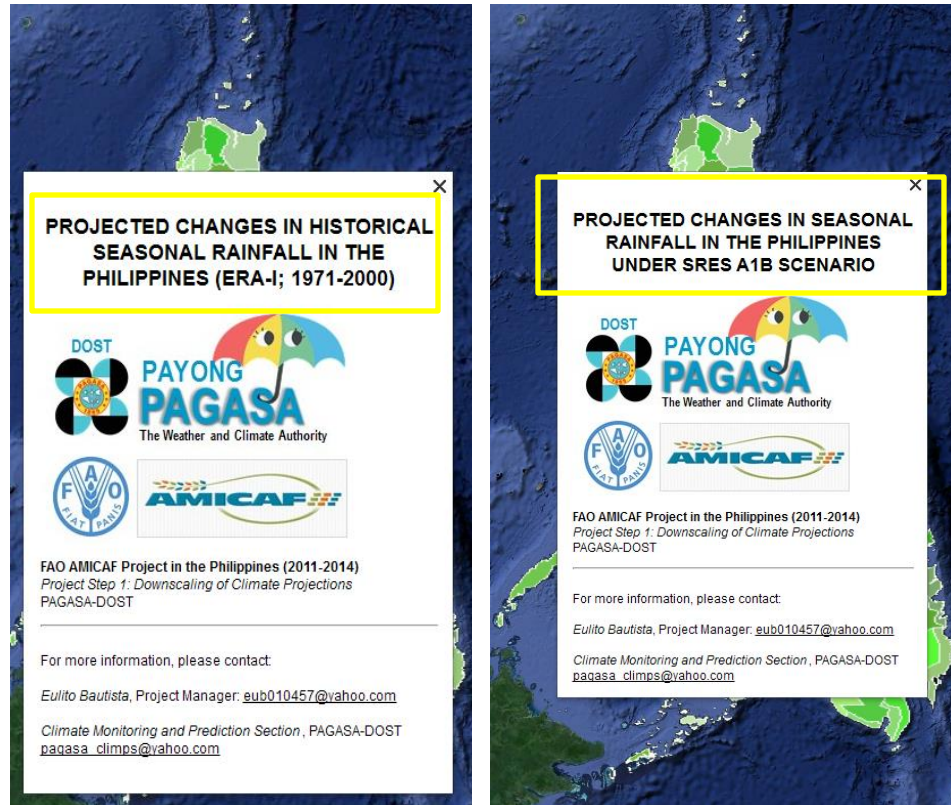 PROJECTED CHANGES IN HISTORICAL
SEASONAL RAINFALL IN THE
PHILIPPINES (ERA-I; 1971-2000)
DOST
PAGASA
1865
PAYONG
PAGASA
The Weather and Climate Authority
FAO
FIAT PANIS
AMICAF
FAO AMICAF Project in the Philippines (2011-2014)
Project Step 1: Downscaling of Climate Projections
PAGASA-DOST
For more information, please contact:
Eulito Bautista, Project Manager: eub010457@yahoo.com
Climate Monitoring and Prediction Section, PAGASA-DOST
pagasa_climps@yahoo.com
PROJECTED CHANGES IN SEASONAL
RAINFALL IN THE PHILIPPINES
UNDER SRES A1B SCENARIO
DOST
PAGASA
PAYONG
PAGASA
The Weather and Climate Authority
FAO
FIAT PANIS
AMICAF
FAO AMICAF Project in the Philippines (2011-2014)
Project Step 1: Downscaling of Climate Projections
PAGASA-DOST
For more information, please contact:
Eulito Bautista, Project Manager: eub010457@yahoo.com
Climate Monitoring and Prediction Section, PAGASA-DOST
pagasa_climps@yahoo.com